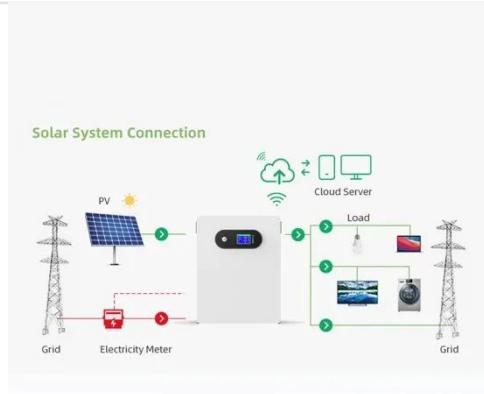 Solar System Connection
Cloud Server
PV
Load
Grid
Electricity Meter
Grid